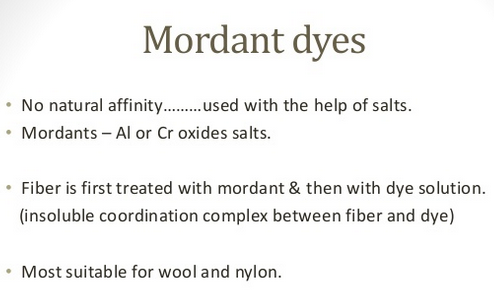 Mordant dyes
• No natural affinity.........used with the help of salts.
• Mordants – Al or Cr oxides salts.
• Fiber is first treated with mordant & then with dye solution.
(insoluble coordination complex between fiber and dye)
• Most suitable for wool and nylon.